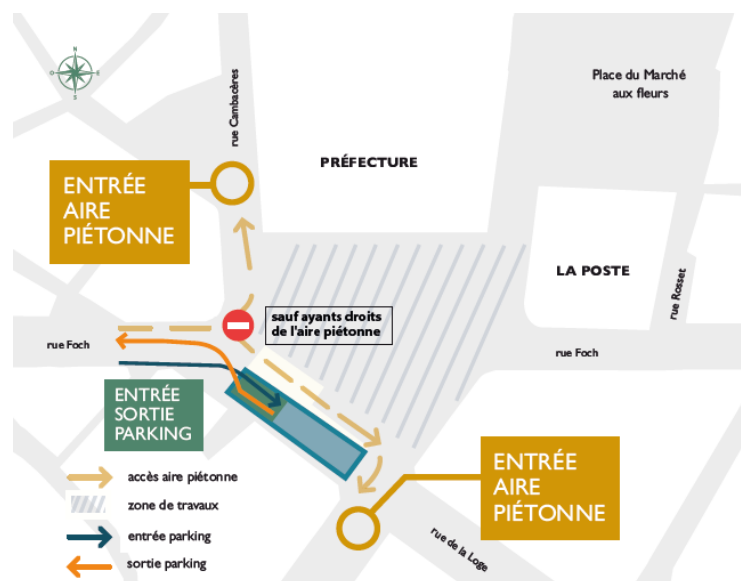 N
O
E
S
rue Cambacères
Place du Marché
aux fleurs
PRÉFECTURE
ENTRÉE
AIRE
PIÉTONNE
LA POSTE
rue Rosset
sauf ayants droits
de l'aire piétonne
rue Foch
rue Foch
ENTRÉE
SORTIE
PARKING
ENTRÉE
AIRE
PIÉTONNE
accès aire piétonne
zone de travaux
entrée parking
sortie parking
rue de la Loge